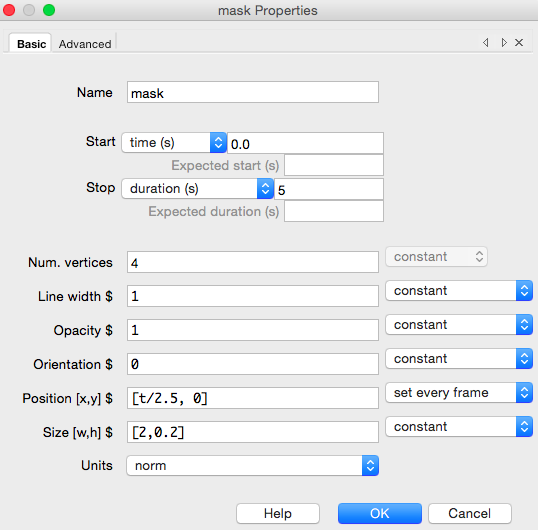 mask Properties
Basic Advanced
Name mask
Start time (s) 0.0
Expected start (s)
Stop duration (s) 5
Expected duration (s)
Num. vertices 4 constant
Line width $ 1 constant
Opacity $ 1 constant
Orientation $ 0 constant
Position [x,y] $ [t/2.5, 0] set every frame
Size [w,h] $ [2,0.2] constant
Units norm
Help OK Cancel